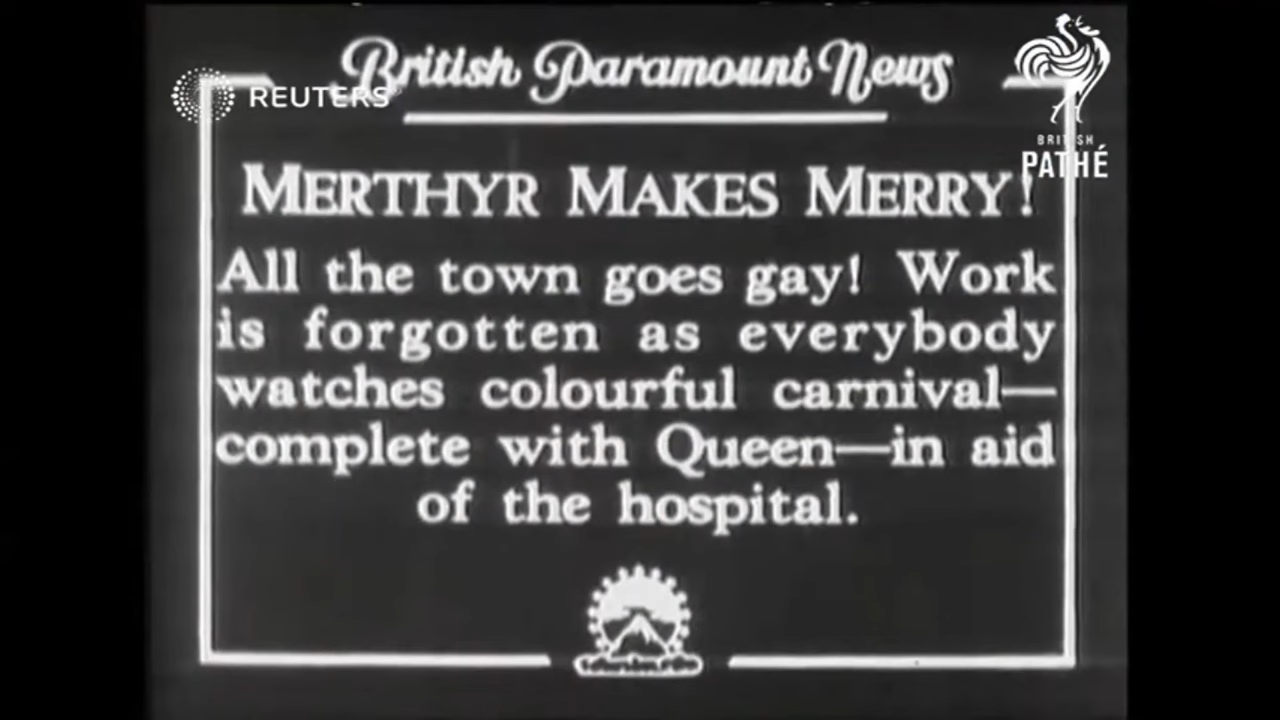 British Paramount News
REUTERS
BRITISH
PATHÉ
MERTHYR MAKES MERRY!
All the town goes gay! Work
is forgotten as everybody
watches colourful carnival—
complete with Queen—in aid
of the hospital.